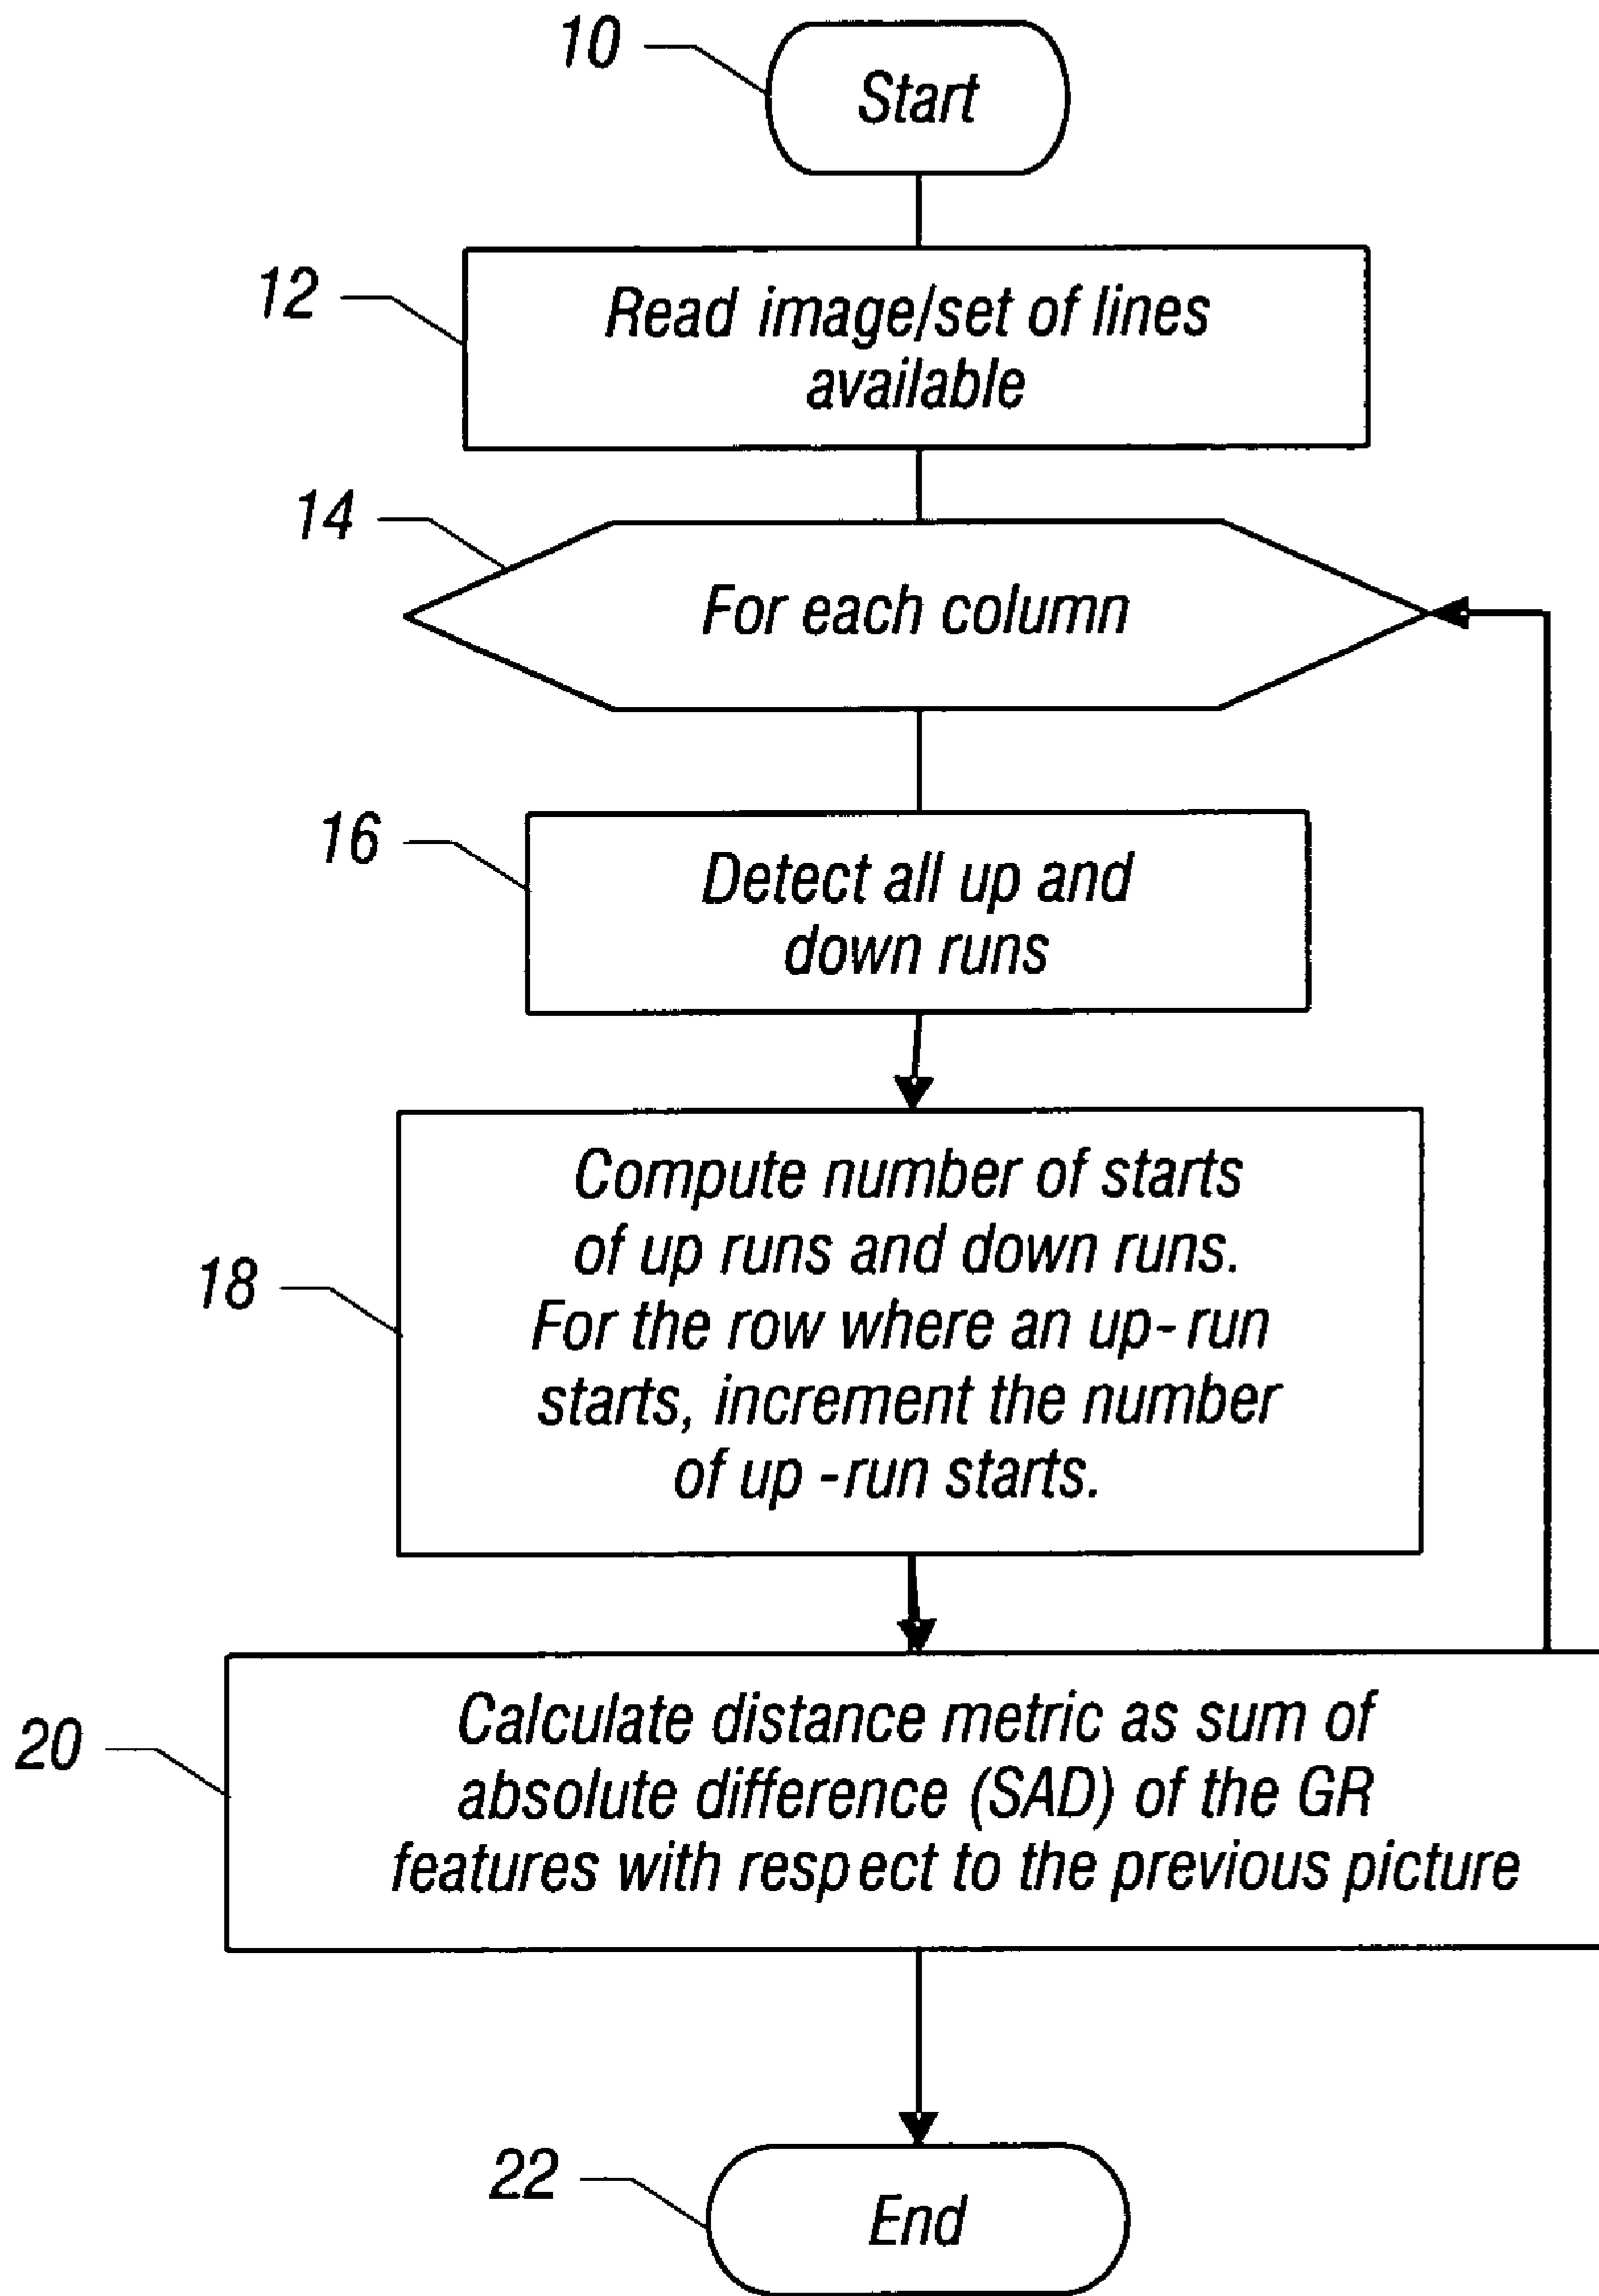 10
Start
12
Read image/set of lines
available
14
For each column
16
Detect all up and
down runs
18
Compute number of starts
of up runs and down runs.
For the row where an up-run
starts, increment the number
of up-run starts.
20
Calculate distance metric as sum of
absolute difference (SAD) of the GR
features with respect to the previous picture
22
End